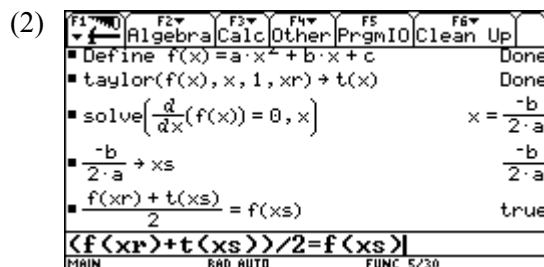 (2)
F1 F2 F3 F4 F5 F6
Algebra Calc Other PrgmIO Clean Up
▪ Define f(x) = a·x² + b·x + c Done
▪ taylor(f(x), x, 1, xr) → t(x) Done
▪ solve(d/dx(f(x)) = 0, x) x = -b/(2·a)
▪ -b/(2·a) → xs -b/(2·a)
▪ (f(xr) + t(xs))/2 = f(xs) true
(f(xr)+t(xs))/2=f(xs)
MAIN RAD AUTO FUNC 5/30